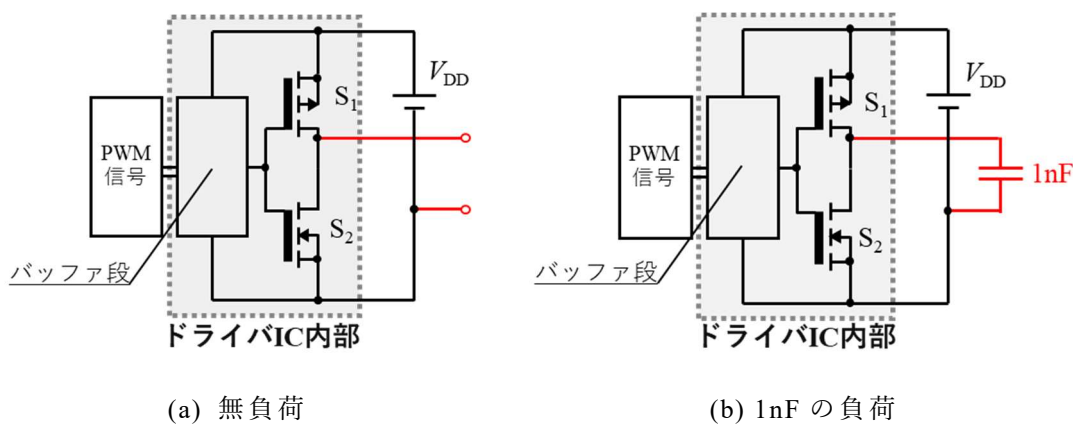 PWM
信号
S1
S2
VDD
バッファ段
ドライバIC内部
(a) 無負荷
PWM
信号
S1
S2
VDD
1nF
バッファ段
ドライバIC内部
(b) 1nF の負荷